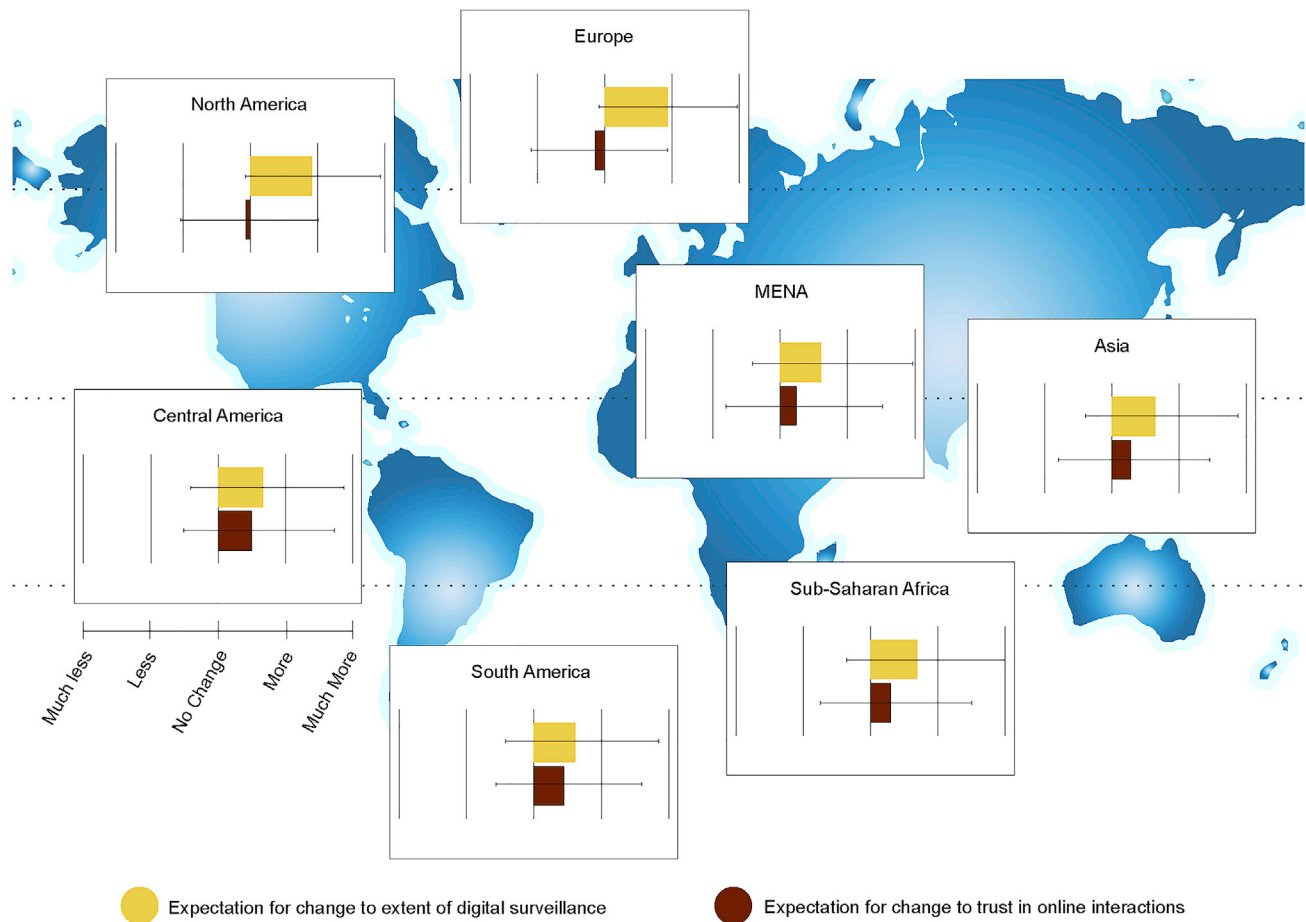 Europe
North America
MENA
Asia
Central America
Sub-Saharan Africa
South America
Much less
Less
No Change
More
Much More
Expectation for change to extent of digital surveillance
Expectation for change to trust in online interactions